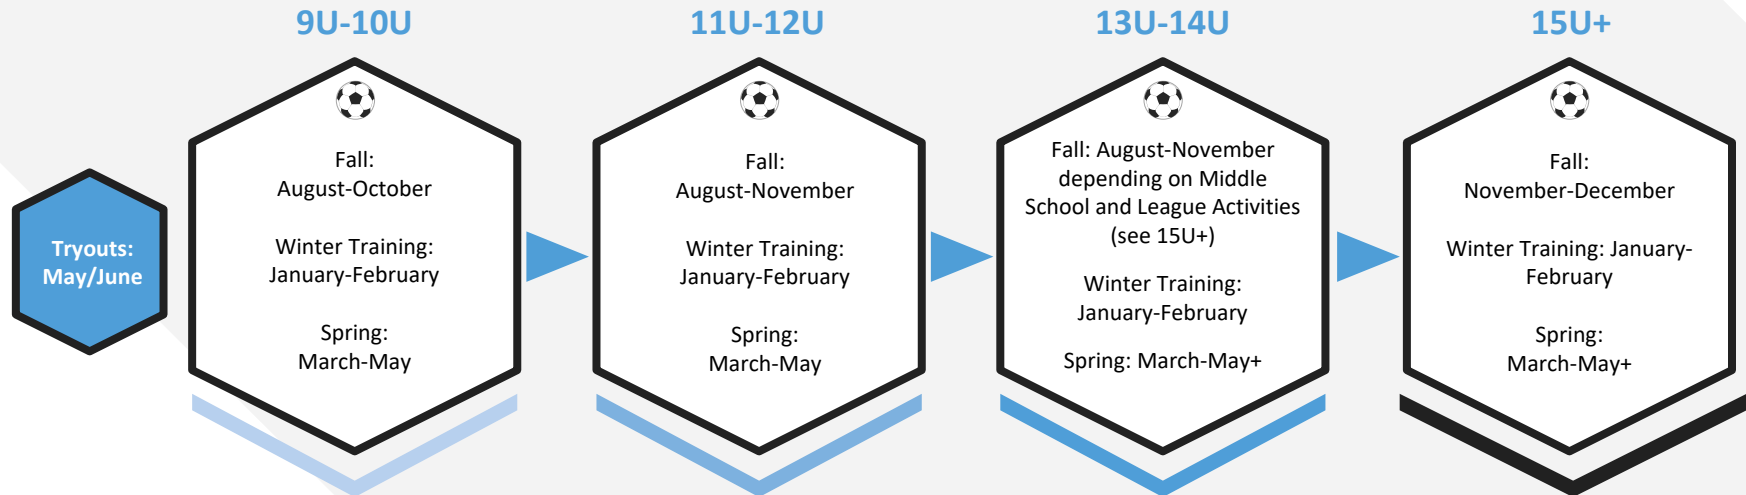 9U-10U
11U-12U
13U-14U
15U+
Tryouts:
May/June
Fall:
August-October
Winter Training:
January-February
Spring:
March-May
Fall:
August-November
Winter Training:
January-February
Spring:
March-May
Fall: August-November
depending on Middle
School and League Activities
(see 15U+)
Winter Training:
January-February
Spring: March-May+
Fall:
November-December
Winter Training: January-
February
Spring:
March-May+